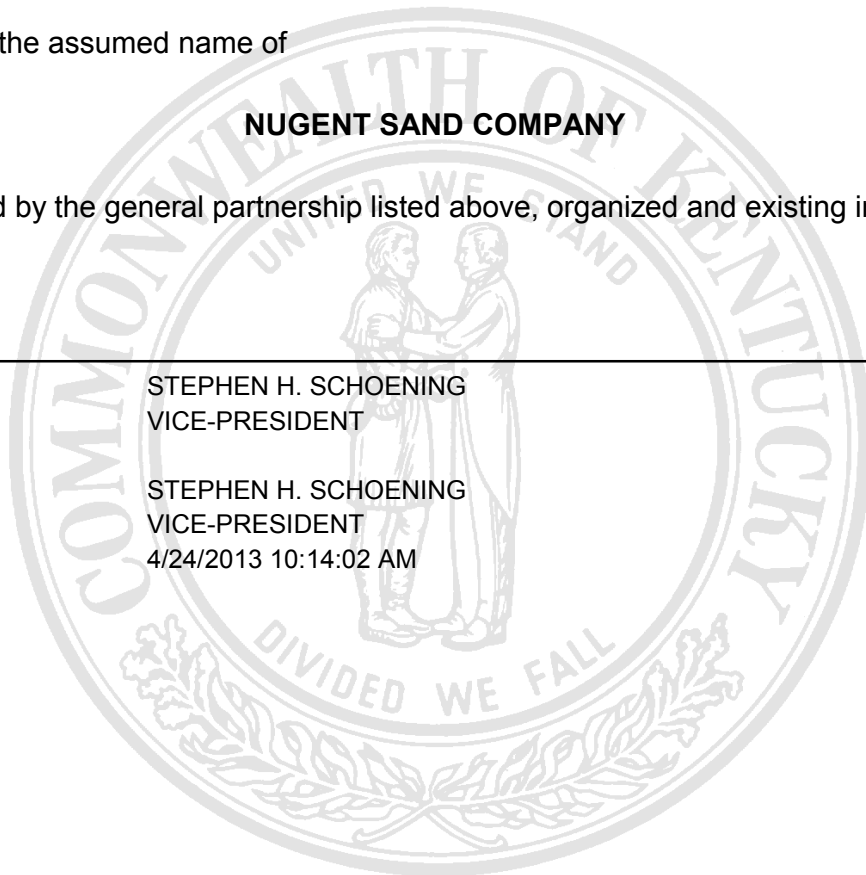 the assumed name of
NUGENT SAND COMPANY
by the general partnership listed above, organized and existing
STEPHEN H. SCHOENING
VICE-PRESIDENT
STEPHEN H. SCHOENING
VICE-PRESIDENT
4/24/2013 10:14:02 AM
COMMONWEALTH OF KENTUCKY
UNITED WE STAND
DIVIDED WE FALL